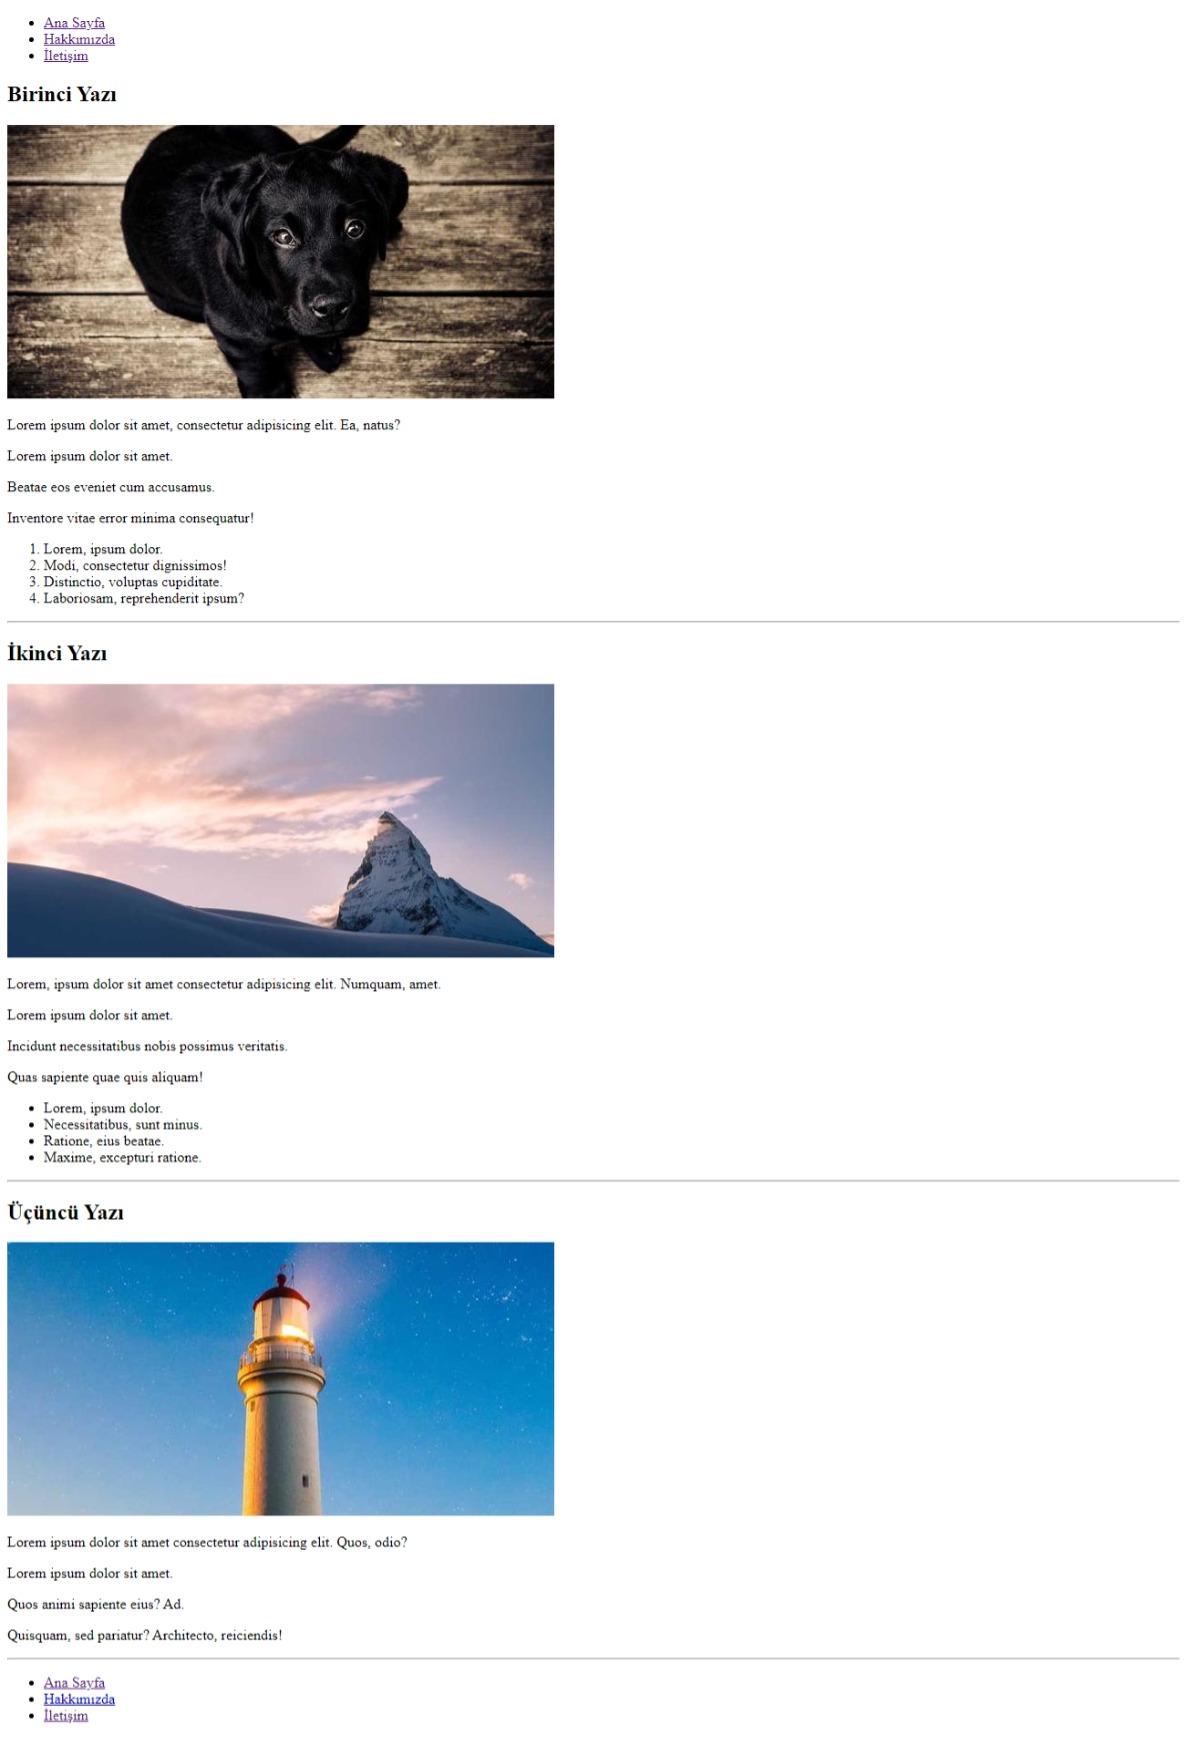 Ana Sayfa
Hakkımızda
İletişim
Birinci Yazı
Lorem ipsum dolor sit amet, consectetur adipisicing elit. Ea, natus?
Lorem ipsum dolor sit amet.
Beatae eos eveniet cum accusamus.
Inventore vitae error minima consequatur!
1. Lorem, ipsum dolor.
2. Modi, consectetur dignissimos!
3. Distinctio, voluptas cupiditate.
4. Laboriosam, reprehenderit ipsum?
İkinci Yazı
Lorem, ipsum dolor sit amet consectetur adipisicing elit. Numquam, amet.
Lorem ipsum dolor sit amet.
Incidunt necessitatibus nobis possimus veritatis.
Quas sapiente quae quis aliquam!
Lorem, ipsum dolor.
Necessitatibus, sunt minus.
Ratione, eius beatae.
Maxime, excepturi ratione.
Üçüncü Yazı
Lorem ipsum dolor sit amet consectetur adipisicing elit. Quos, odio?
Lorem ipsum dolor sit amet.
Quos animi sapiente eius? Ad.
Quisquam, sed pariatur? Architecto, reiciendis!
Ana Sayfa
Hakkımızda
İletişim